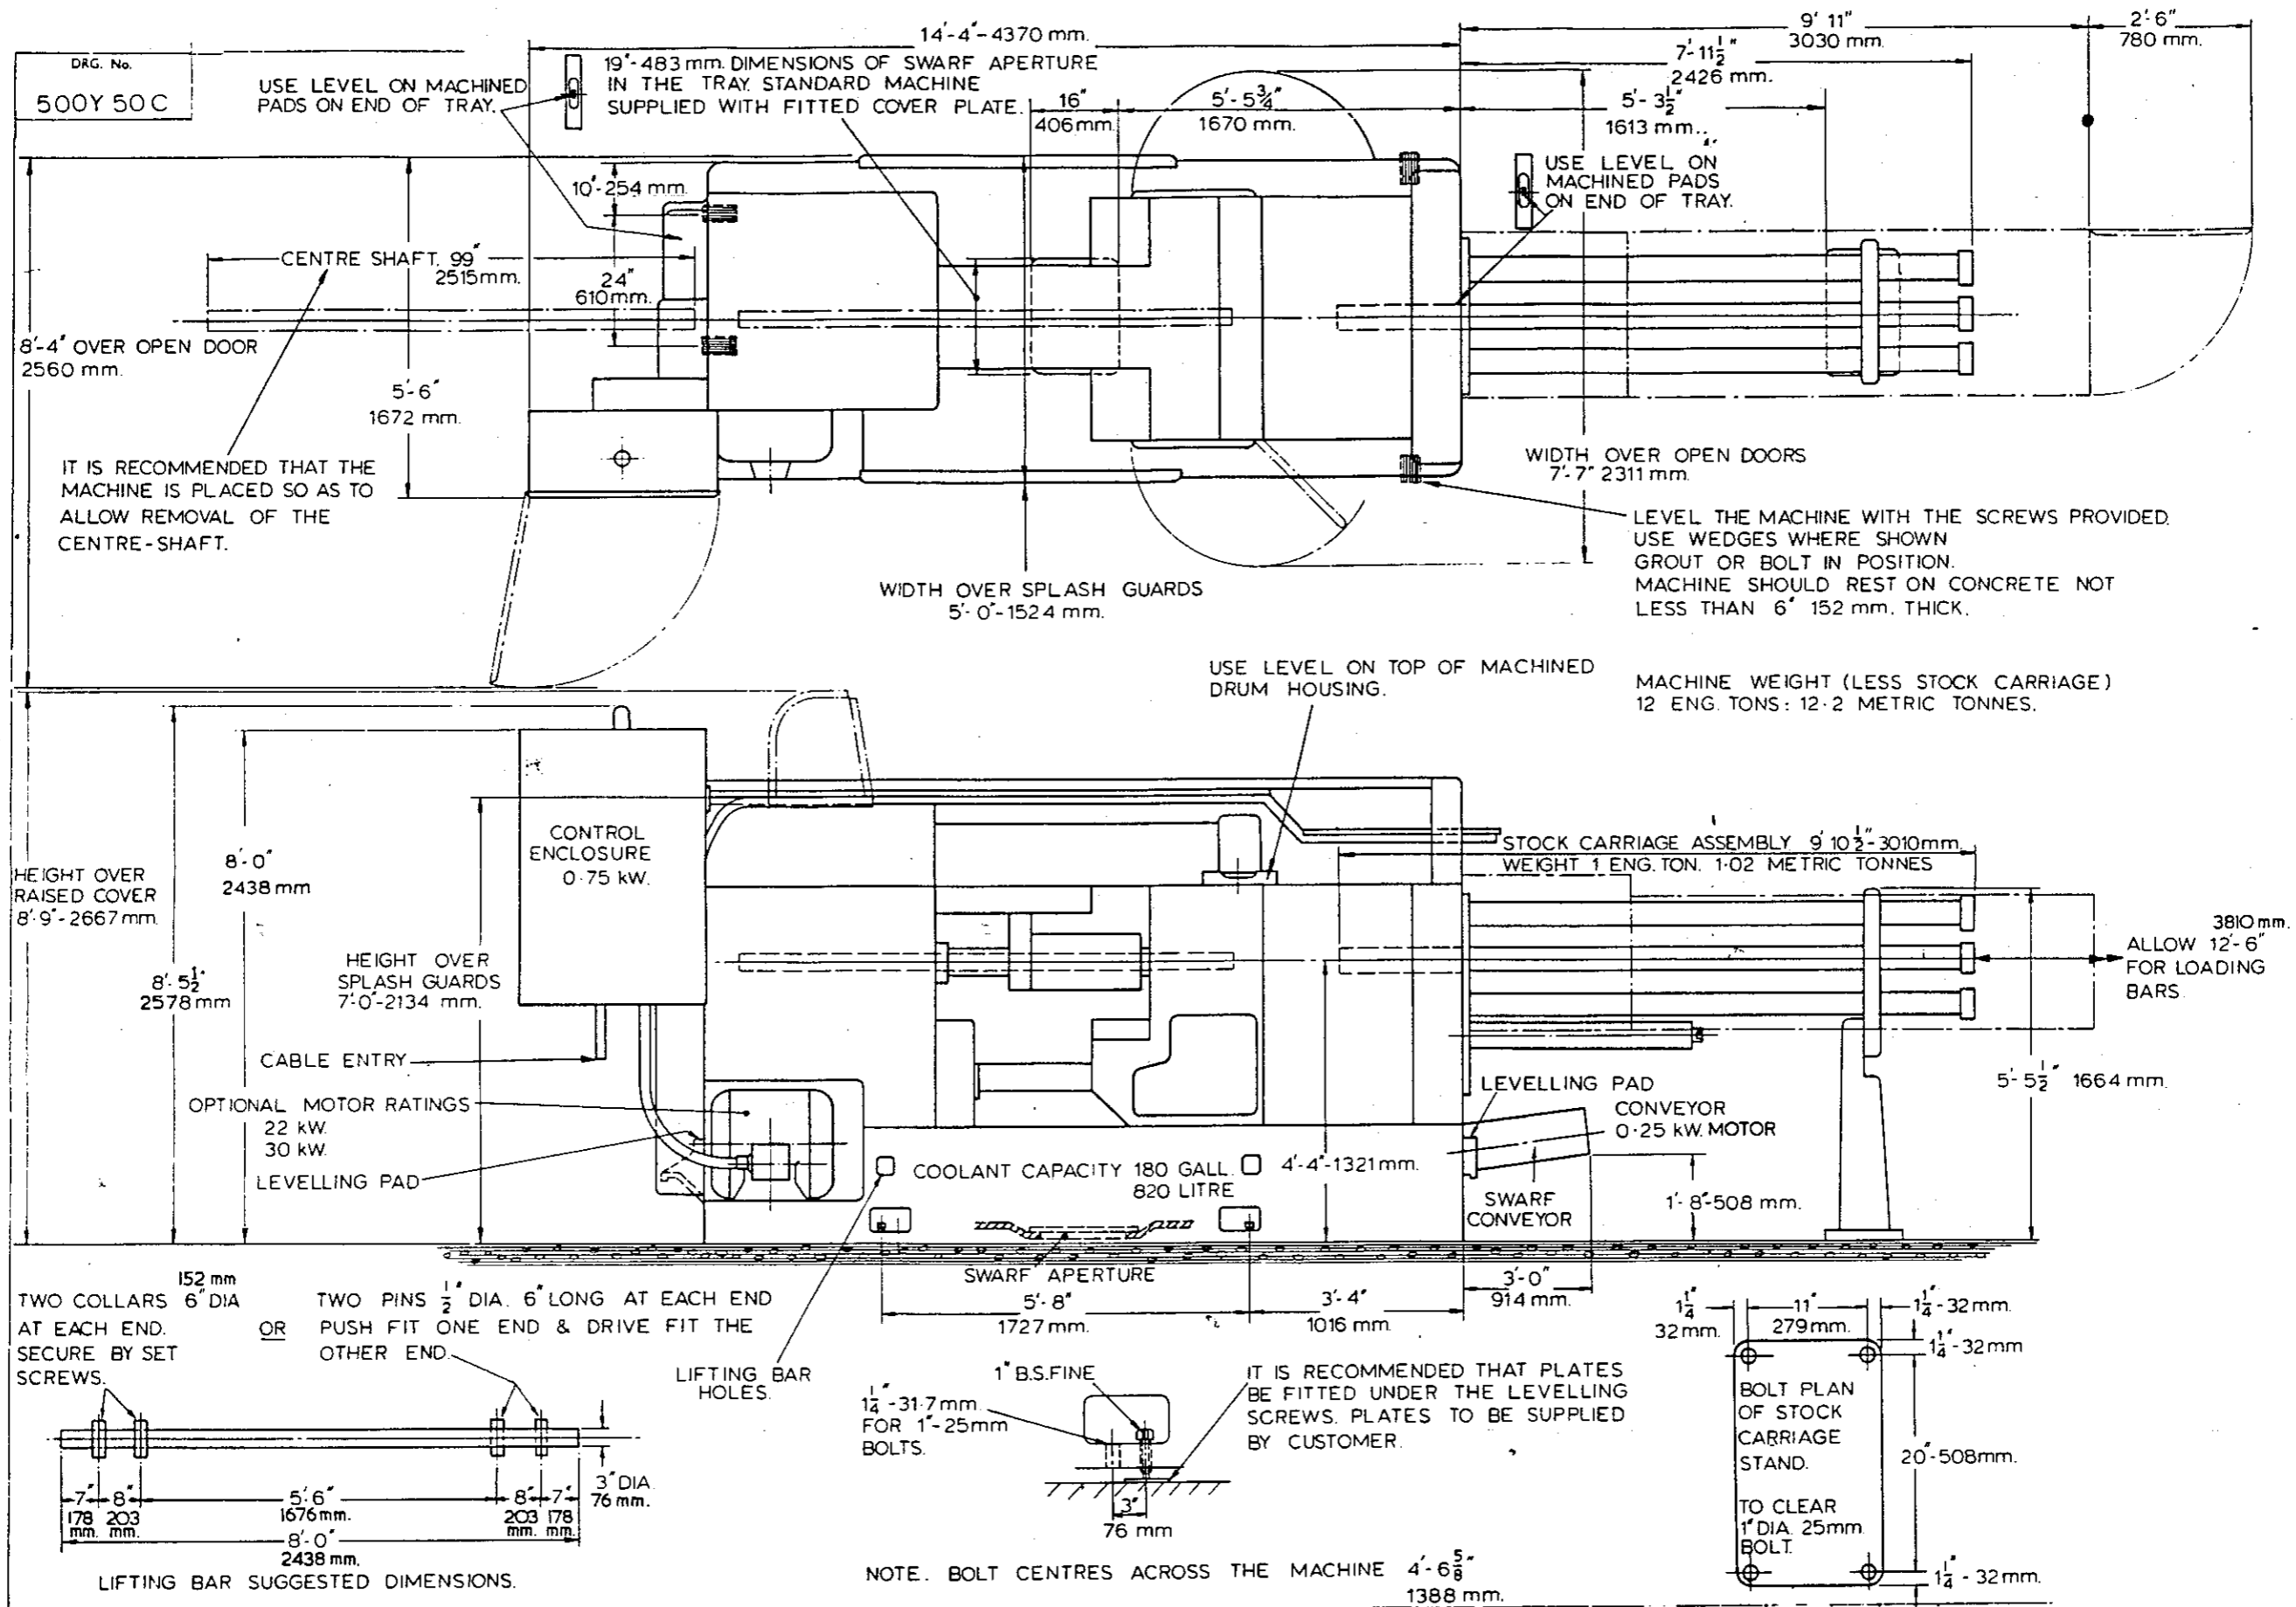 DRG. No.
500Y 50C
14'-4"-4370 mm.
9' 11"
3030 mm.
2'-6"
780 mm.
7'-11½"
2426 mm.
5'-3½"
1613 mm.
USE LEVEL ON MACHINED
PADS ON END OF TRAY.
19"-483 mm. DIMENSIONS OF SWARF APERTURE
IN THE TRAY. STANDARD MACHINE
SUPPLIED WITH FITTED COVER PLATE.
16"
406mm.
5'-5¾"
1670 mm.
USE LEVEL ON
MACHINED PADS
ON END OF TRAY.
10"-254 mm.
24"
610mm.
CENTRE SHAFT. 99"
2515mm.
8'-4" OVER OPEN DOOR
2560 mm.
5'-6"
1672 mm.
IT IS RECOMMENDED THAT THE
MACHINE IS PLACED SO AS TO
ALLOW REMOVAL OF THE
CENTRE-SHAFT.
WIDTH OVER OPEN DOORS
7'-7" 2311 mm.
WIDTH OVER SPLASH GUARDS
5'-0"-1524 mm.
LEVEL THE MACHINE WITH THE SCREWS PROVIDED.
USE WEDGES WHERE SHOWN
GROUT OR BOLT IN POSITION.
MACHINE SHOULD REST ON CONCRETE NOT
LESS THAN 6" 152 mm. THICK.
USE LEVEL ON TOP OF MACHINED
DRUM HOUSING.
MACHINE WEIGHT (LESS STOCK CARRIAGE)
12 ENG. TONS: 12·2 METRIC TONNES.
CONTROL
ENCLOSURE
0·75 kW.
8'-0"
2438 mm
HEIGHT OVER
RAISED COVER
8'-9"-2667mm.
8'-5½"
2578 mm
HEIGHT OVER
SPLASH GUARDS
7'-0"-2134 mm.
STOCK CARRIAGE ASSEMBLY 9' 10½"-3010mm.
WEIGHT 1 ENG. TON. 1·02 METRIC TONNES
3810 mm.
ALLOW 12'-6"
FOR LOADING
BARS.
CABLE ENTRY
OPTIONAL MOTOR RATINGS
22 kW.
30 kW.
LEVELLING PAD
5'-5½" 1664 mm.
LEVELLING PAD
CONVEYOR
0·25 kW. MOTOR
COOLANT CAPACITY 180 GALL.
820 LITRE
4'-4"-1321mm.
SWARF
CONVEYOR
1'-8"-508 mm.
SWARF APERTURE
5'-8"
1727 mm.
3'-4"
1016 mm.
3'-0"
914 mm.
152 mm
TWO COLLARS 6" DIA
AT EACH END.
SECURE BY SET
SCREWS.
OR
TWO PINS ½" DIA. 6" LONG AT EACH END
PUSH FIT ONE END & DRIVE FIT THE
OTHER END.
LIFTING BAR
HOLES.
3" DIA.
76 mm.
7"
178
mm.
8"
203
mm.
5'-6"
1676mm.
8"
203
mm.
7"
178
mm.
8'-0"
2438 mm.
LIFTING BAR SUGGESTED DIMENSIONS.
1" B.S.FINE
1¼"-31·7mm.
FOR 1"-25mm
BOLTS.
3"
76 mm
IT IS RECOMMENDED THAT PLATES
BE FITTED UNDER THE LEVELLING
SCREWS. PLATES TO BE SUPPLIED
BY CUSTOMER.
NOTE. BOLT CENTRES ACROSS THE MACHINE 4'-6⅝"
1388 mm.
1¼"
32mm.
11"
279mm.
1¼"-32mm.
1¼"-32mm
BOLT PLAN
OF STOCK
CARRIAGE
STAND.
TO CLEAR
1" DIA. 25mm
BOLT.
20"-508mm.
1¼"-32mm.